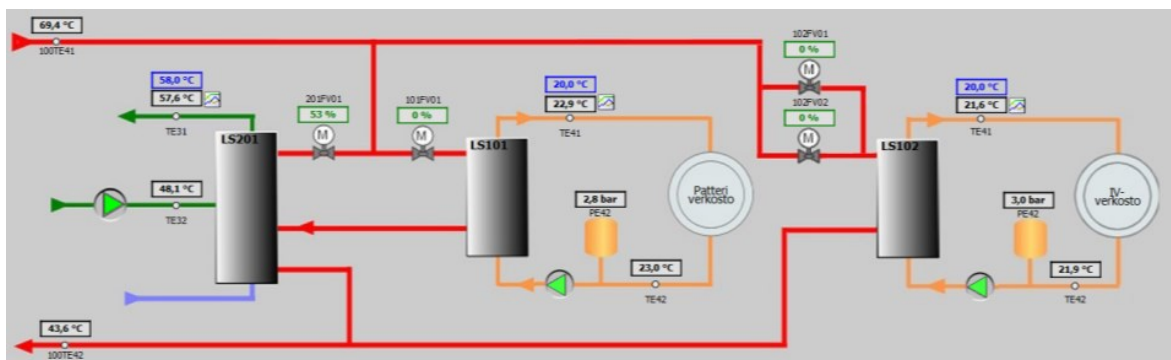 69,4 °C
100TE41
58,0 °C
57,6 °C
TE31
LS201
48,1 °C
TE32
43,6 °C
100TE42
201FV01
53 %
M
101FV01
0 %
M
LS101
20,0 °C
22,9 °C
TE41
Patteri
verkosto
2,8 bar
PE42
23,0 °C
TE42
102FV01
0 %
M
102FV02
0 %
M
LS102
20,0 °C
21,6 °C
TE41
IV-
verkosto
3,0 bar
PE42
21,9 °C
TE42